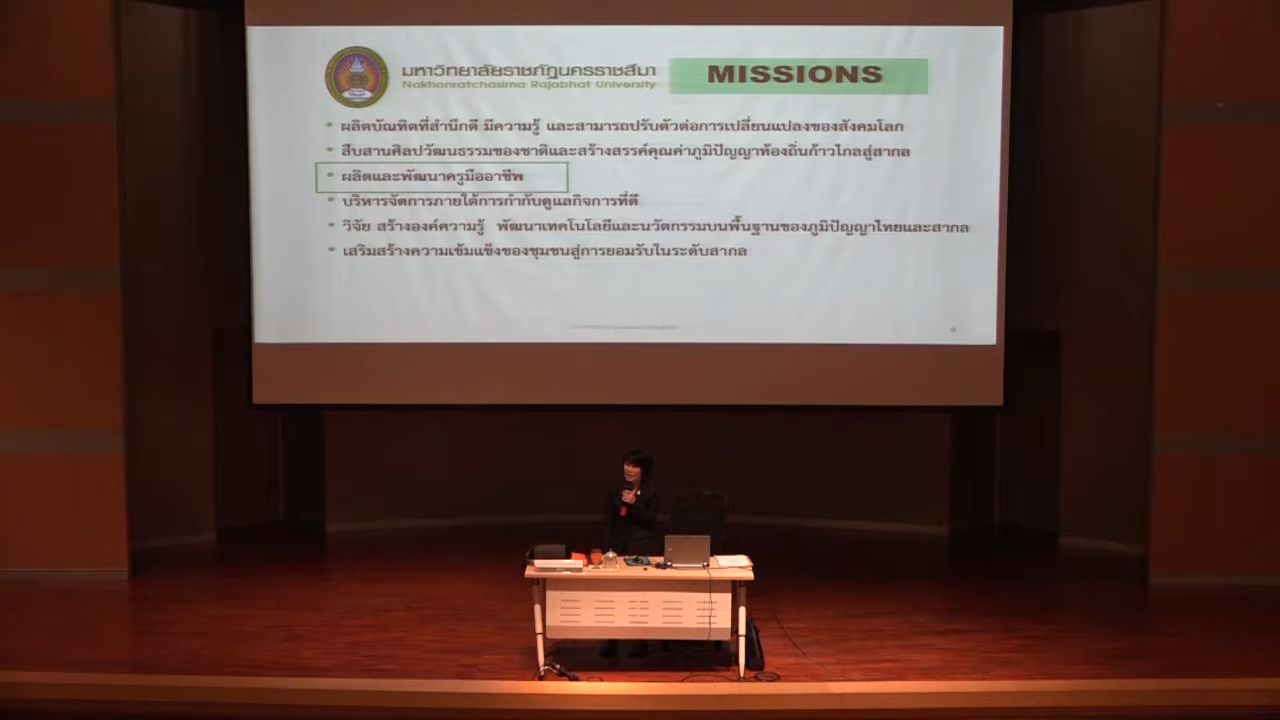 มหาวิทยาลัยราชภัฏนครราชสีมา
Nakhonratchasima Rajabhat University
MISSIONS
• ผลิตบัณฑิตที่สำนึกดี มีความรู้ และสามารถปรับตัวต่อการเปลี่ยนแปลงของสังคมโลก
• สืบสานศิลปวัฒนธรรมของชาติและสร้างสรรค์คุณค่าภูมิปัญญาท้องถิ่นก้าวไกลสู่สากล
• ผลิตและพัฒนาครูมืออาชีพ
• บริหารจัดการภายใต้การกำกับดูแลกิจการที่ดี
• วิจัย สร้างองค์ความรู้ พัฒนาเทคโนโลยีและนวัตกรรมบนพื้นฐานของภูมิปัญญาไทยและสากล
• เสริมสร้างความเข้มแข็งของชุมชนสู่การยอมรับในระดับสากล
4